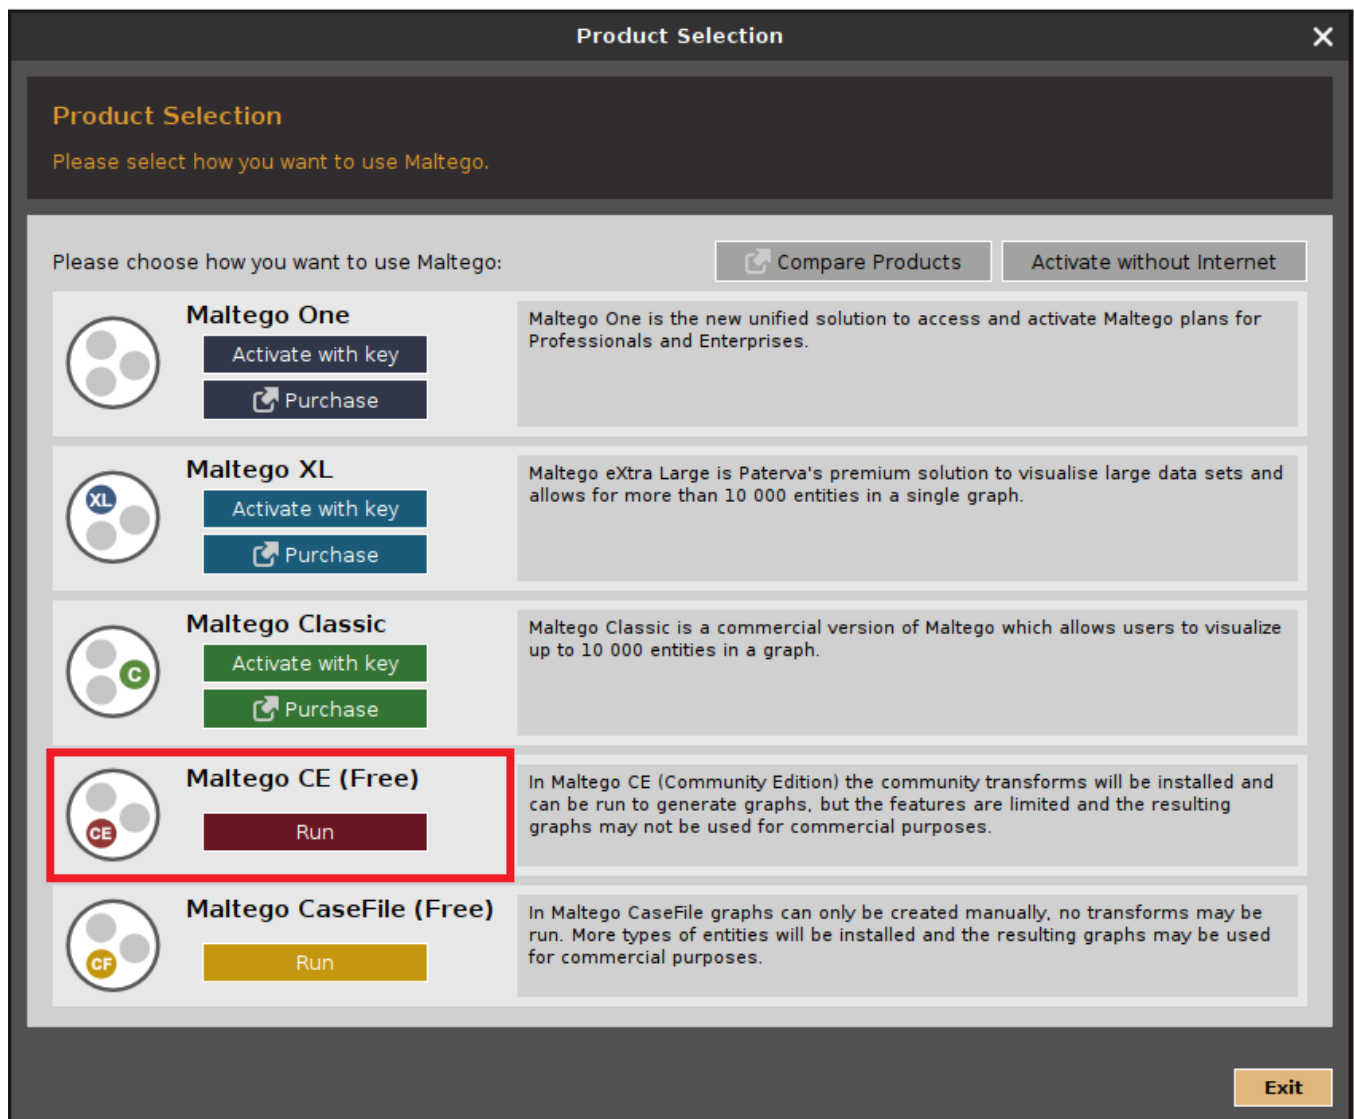 Product Selection
Product Selection
Please select how you want to use Maltego.
Please choose how you want to use Maltego:
Compare Products
Activate without Internet
Maltego One
Activate with key
Purchase
Maltego One is the new unified solution to access and activate Maltego plans for
Professionals and Enterprises.
XL
Maltego XL
Activate with key
Purchase
Maltego eXtra Large is Paterva's premium solution to visualise large data sets and
allows for more than 10 000 entities in a single graph.
C
Maltego Classic
Activate with key
Purchase
Maltego Classic is a commercial version of Maltego which allows users to visualize
up to 10 000 entities in a graph.
CE
Maltego CE (Free)
Run
In Maltego CE (Community Edition) the community transforms will be installed and
can be run to generate graphs, but the features are limited and the resulting
graphs may not be used for commercial purposes.
CF
Maltego CaseFile (Free)
Run
In Maltego CaseFile graphs can only be created manually, no transforms may be
run. More types of entities will be installed and the resulting graphs may be used
for commercial purposes.
Exit